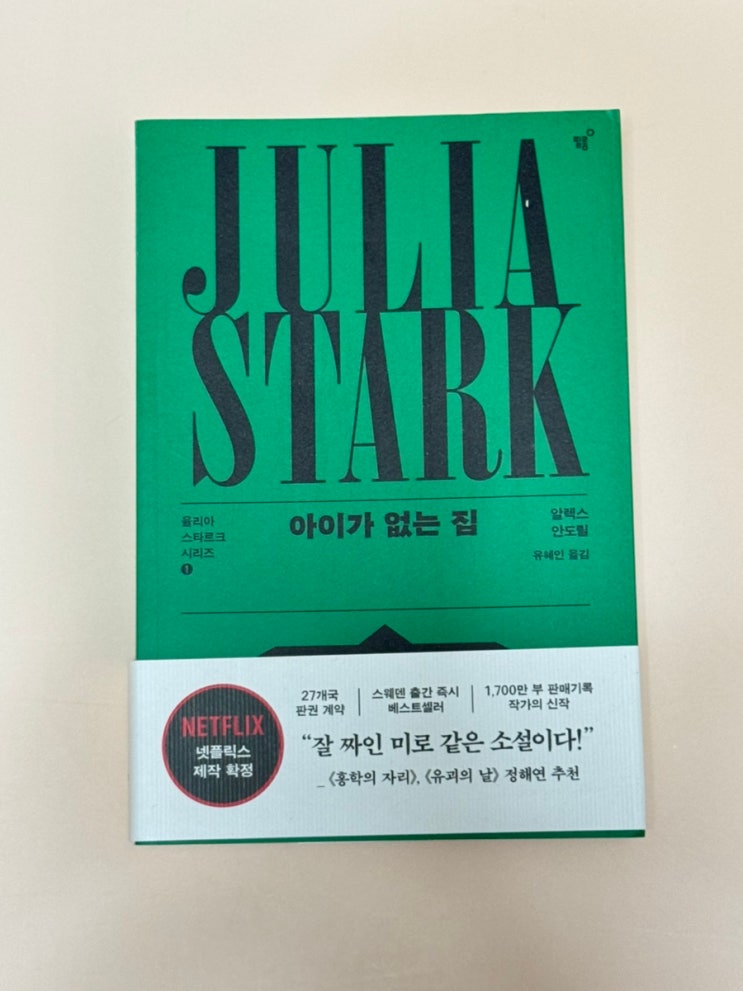 JULIA
STARK
율리아
스타르크
시리즈
1
아이가 없는 집
알렉스
안도릴
유혜인 옮김
NETFLIX
넷플릭스
제작 확정
27개국
판권 계약
스웨덴 출간 즉시
베스트셀러
1,700만 부 판매기록
작가의 신작
“잘 짜인 미로 같은 소설이다!”
_《홍학의 자리》, 《유괴의 날》 정해연 추천